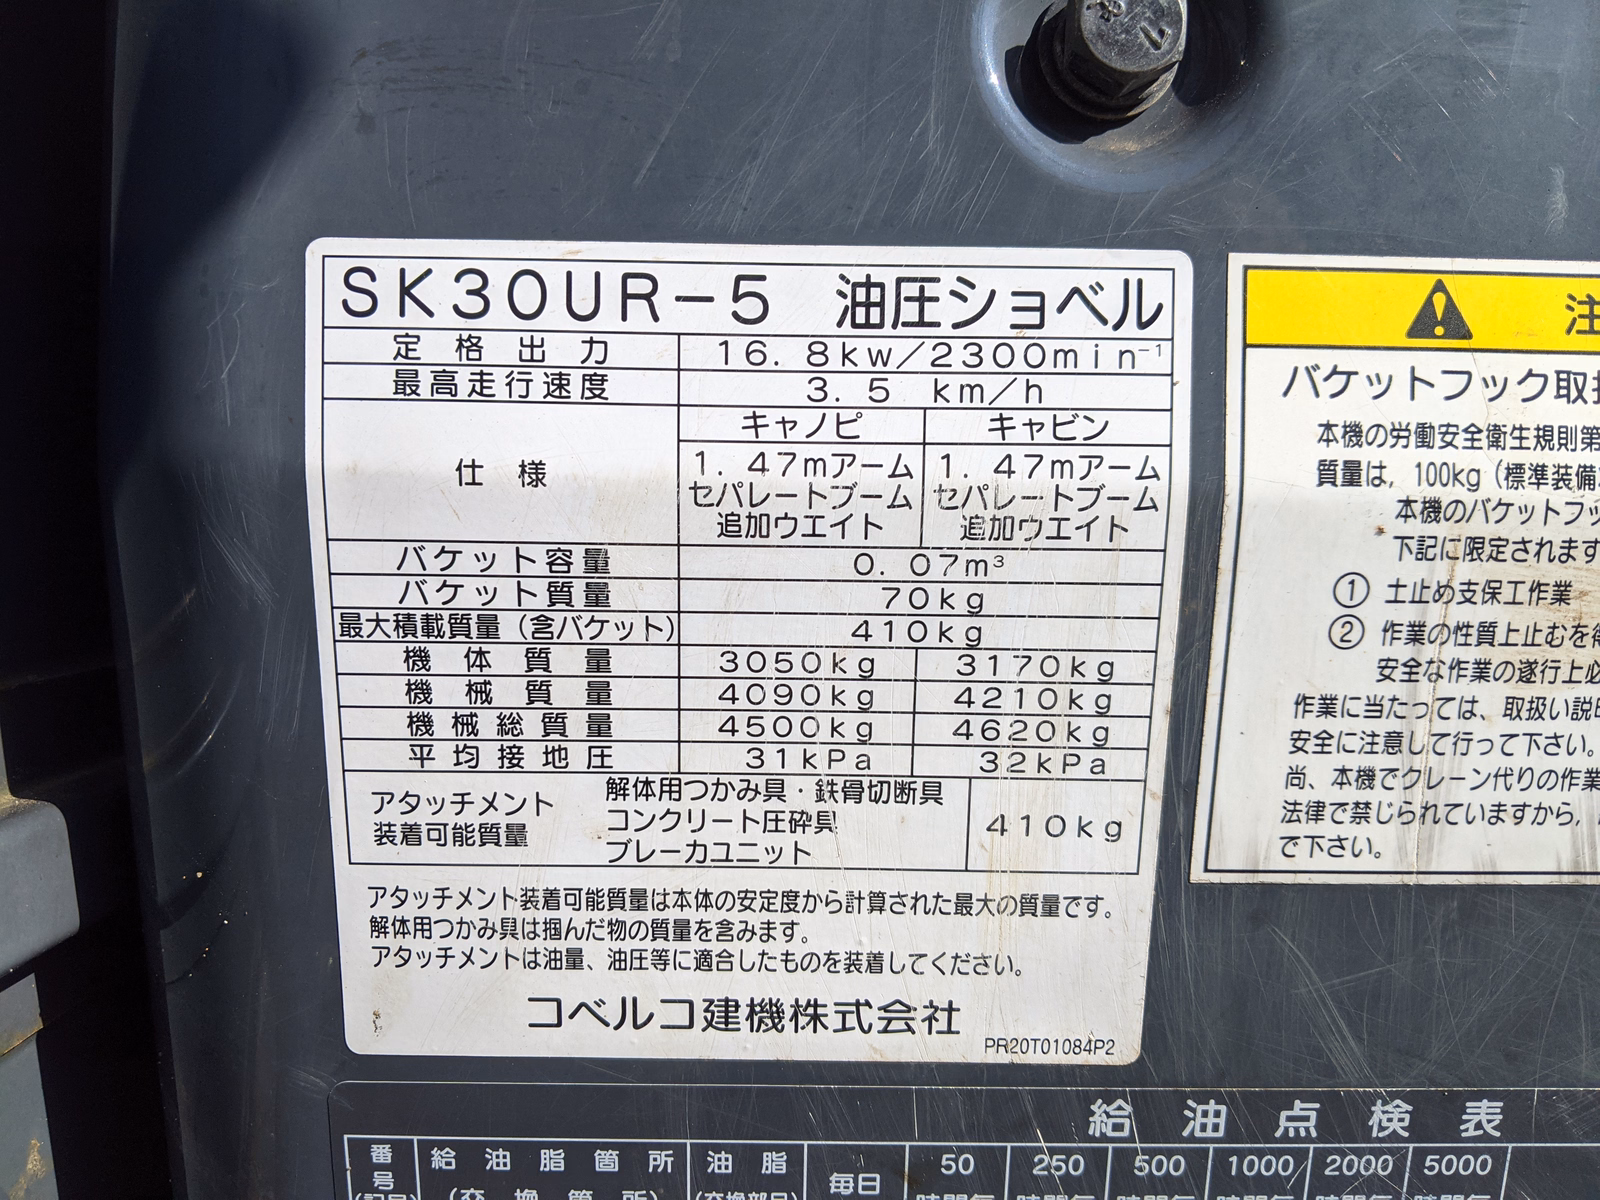 SK30UR-5 油圧ショベル
定格出力 16.8kw/2300min⁻¹
最高走行速度 3.5 km/h
仕様 キャノピ キャビン
1.47mアーム 1.47mアーム
セパレートブーム セパレートブーム
追加ウエイト 追加ウエイト
バケット容量 0.07m³
バケット質量 70kg
最大積載質量（含バケット） 410kg
機体質量 3050kg 3170kg
機械質量 4090kg 4210kg
機械総質量 4500kg 4620kg
平均接地圧 31kPa 32kPa
アタッチメント
装着可能質量
解体用つかみ具・鉄骨切断具
コンクリート圧砕具
ブレーカユニット
410kg
アタッチメント装着可能質量は本体の安定度から計算された最大の質量です。
解体用つかみ具は掴んだ物の質量を含みます。
アタッチメントは油量、油圧等に適合したものを装着してください。
コベルコ建機株式会社
PR20T01084P2
注
バケットフック取
本機の労働安全衛生規則第
質量は，100kg（標準装備
本機のバケットフッ
下記に限定されます
① 土止め支保工作業
② 作業の性質上止むを
安全な作業の遂行上必
作業に当たっては、取扱い説
安全に注意して行って下さい。
尚、本機でクレーン代りの作業
法律で禁じられていますから，
で下さい。
給油点検表
番号 給油脂箇所 油脂 毎日 50 250 500 1000 2000 5000